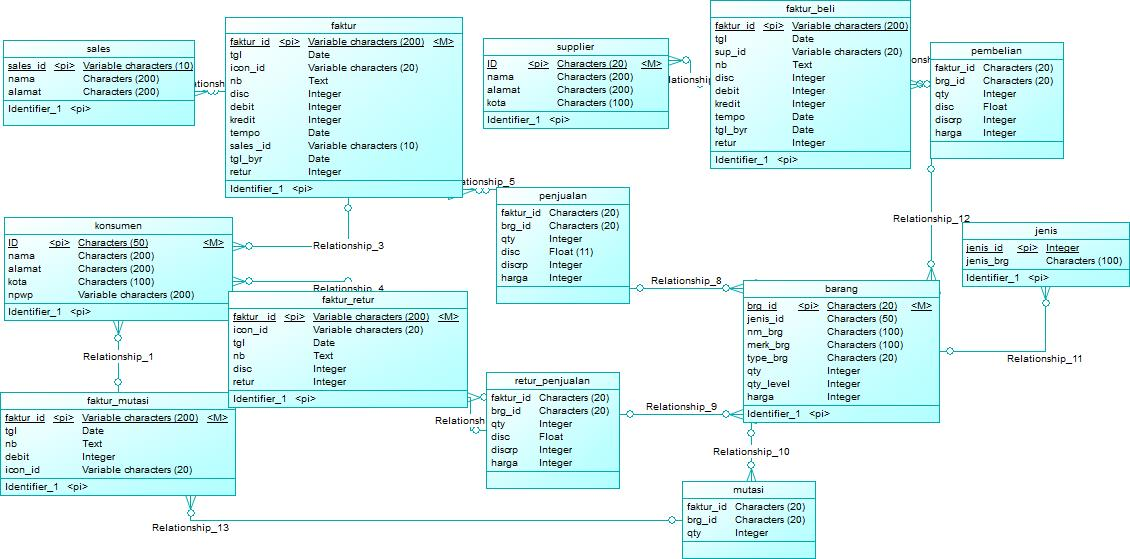 sales
sales_id <pi> Variable characters (10)
nama Characters (200)
alamat Characters (200)
Identifier_1 <pi>
faktur
faktur_id <pi> Variable characters (200) <M>
tgl Date
icon_id Variable characters (20)
nb Text
disc Integer
debit Integer
kredit Integer
tempo Date
sales _id Variable characters (10)
tgl_byr Date
retur Integer
Identifier_1 <pi>
supplier
ID <pi> Characters (20) <M>
nama Characters (200)
alamat Characters (200)
kota Characters (100)
Identifier_1 <pi>
faktur_beli
faktur_id <pi> Variable characters (200)
tgl Date
sup_id Variable characters (20)
nb Text
disc Integer
debit Integer
kredit Integer
tempo Date
tgl_byr Date
retur Integer
Identifier_1 <pi>
pembelian
faktur_id Characters (20)
brg_id Characters (20)
qty Integer
disc Float
discrp Integer
harga Integer
ationship_5
Relationship_12
konsumen
ID <pi> Characters (50) <M>
nama Characters (200)
alamat Characters (200)
kota Characters (100)
npwp Variable characters (200)
Identifier_1 <pi>
Relationship_3
Relationship_4
penjualan
faktur_id Characters (20)
brg_id Characters (20)
qty Integer
disc Float (11)
discrp Integer
harga Integer
Relationship_8
jenis
jenis_id <pi> Integer
jenis_brg Characters (100)
Identifier_1 <pi>
Relationship_11
faktur_retur
faktur_id <pi> Variable characters (200) <M>
icon_id Variable characters (20)
tgl Date
nb Text
disc Integer
retur Integer
Identifier_1 <pi>
barang
brg_id <pi> Characters (20) <M>
jenis_id Characters (50)
nm_brg Characters (100)
merk_brg Characters (100)
type_brg Characters (20)
qty Integer
qty_level Integer
harga Integer
Identifier_1 <pi>
Relationship_1
faktur_mutasi
faktur_id <pi> Variable characters (200) <M>
tgl Date
nb Text
debit Integer
icon_id Variable characters (20)
Identifier_1 <pi>
retur_penjualan
faktur_id Characters (20)
brg_id Characters (20)
qty Integer
disc Float
discrp Integer
harga Integer
Relationship_9
Relationship_10
mutasi
faktur_id Characters (20)
brg_id Characters (20)
qty Integer
Relationship_13